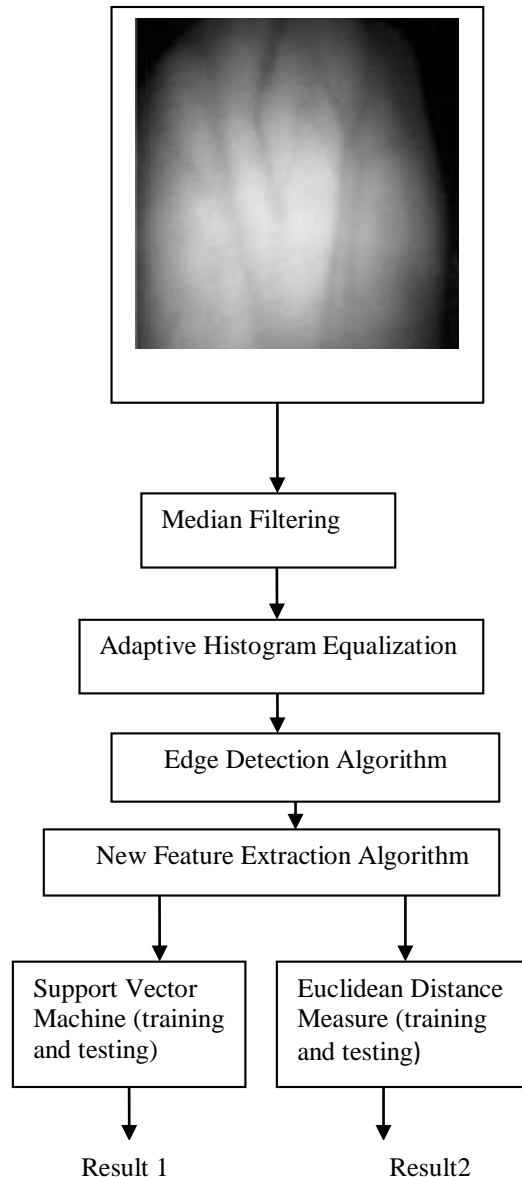 Median Filtering
Adaptive Histogram Equalization
Edge Detection Algorithm
New Feature Extraction Algorithm
Support Vector
Machine (training
and testing)
Euclidean Distance
Measure (training
and testing)
Result 1
Result2